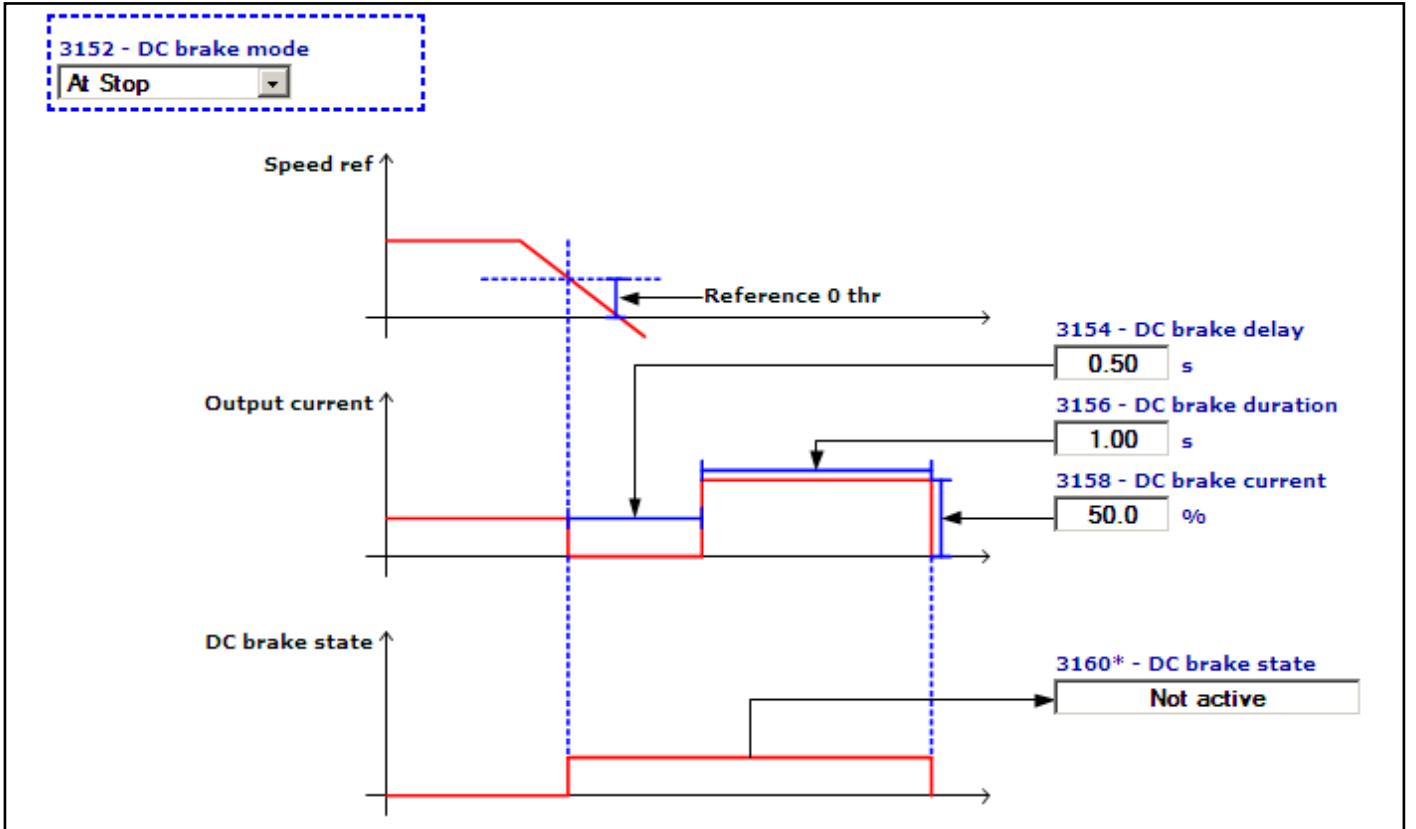 3152 - DC brake mode
At Stop
Speed ref
Reference 0 thr
3154 - DC brake delay
0.50 s
Output current
3156 - DC brake duration
1.00 s
3158 - DC brake current
50.0 %
DC brake state
3160* - DC brake state
Not active